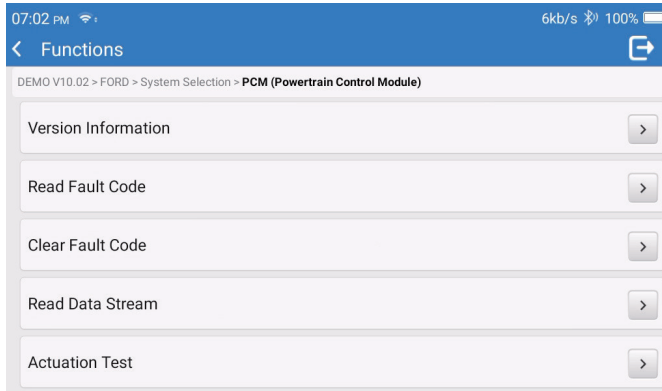 07:02 PM 6kb/s 100%
Functions
DEMO V10.02 > FORD > System Selection > PCM (Powertrain Control Module)
Version Information
Read Fault Code
Clear Fault Code
Read Data Stream
Actuation Test